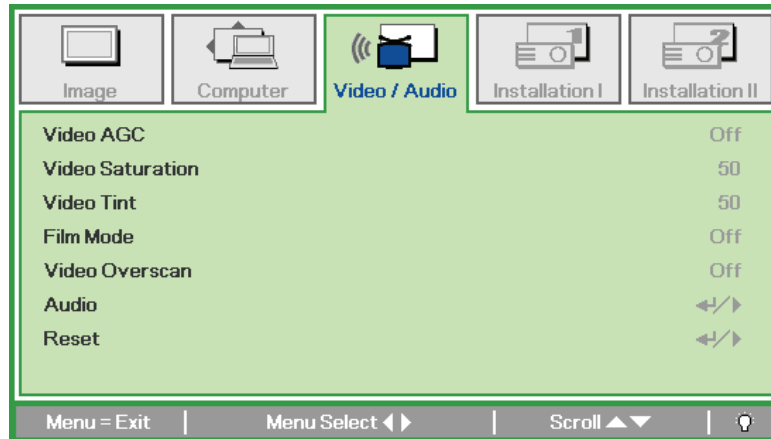 Image Computer Video / Audio Installation I Installation II
Video AGC Off
Video Saturation 50
Video Tint 50
Film Mode Off
Video Overscan Off
Audio
Reset
Menu = Exit Menu Select Scroll